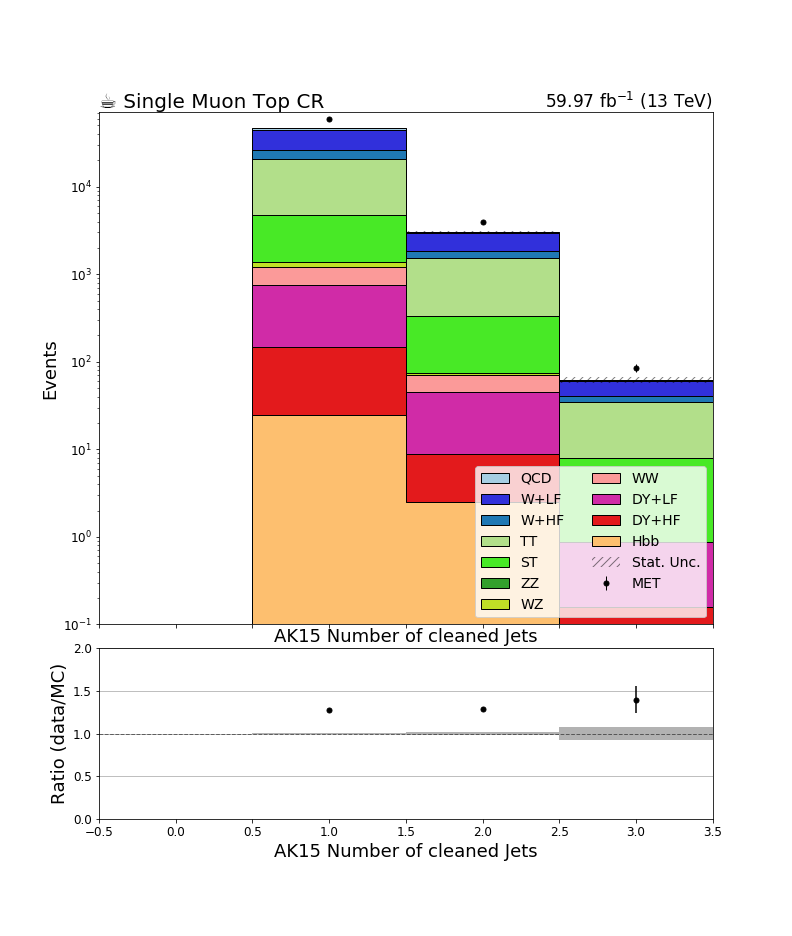 ☕ Single Muon Top CR
59.97 fb⁻¹ (13 TeV)
Events
10⁴
10³
10²
10¹
10⁰
10⁻¹
QCD
W+LF
W+HF
TT
ST
ZZ
WZ
WW
DY+LF
DY+HF
Hbb
Stat. Unc.
MET
AK15 Number of cleaned Jets
Ratio (data/MC)
2.0
1.5
1.0
0.5
0.0
−0.5 0.0 0.5 1.0 1.5 2.0 2.5 3.0 3.5
AK15 Number of cleaned Jets